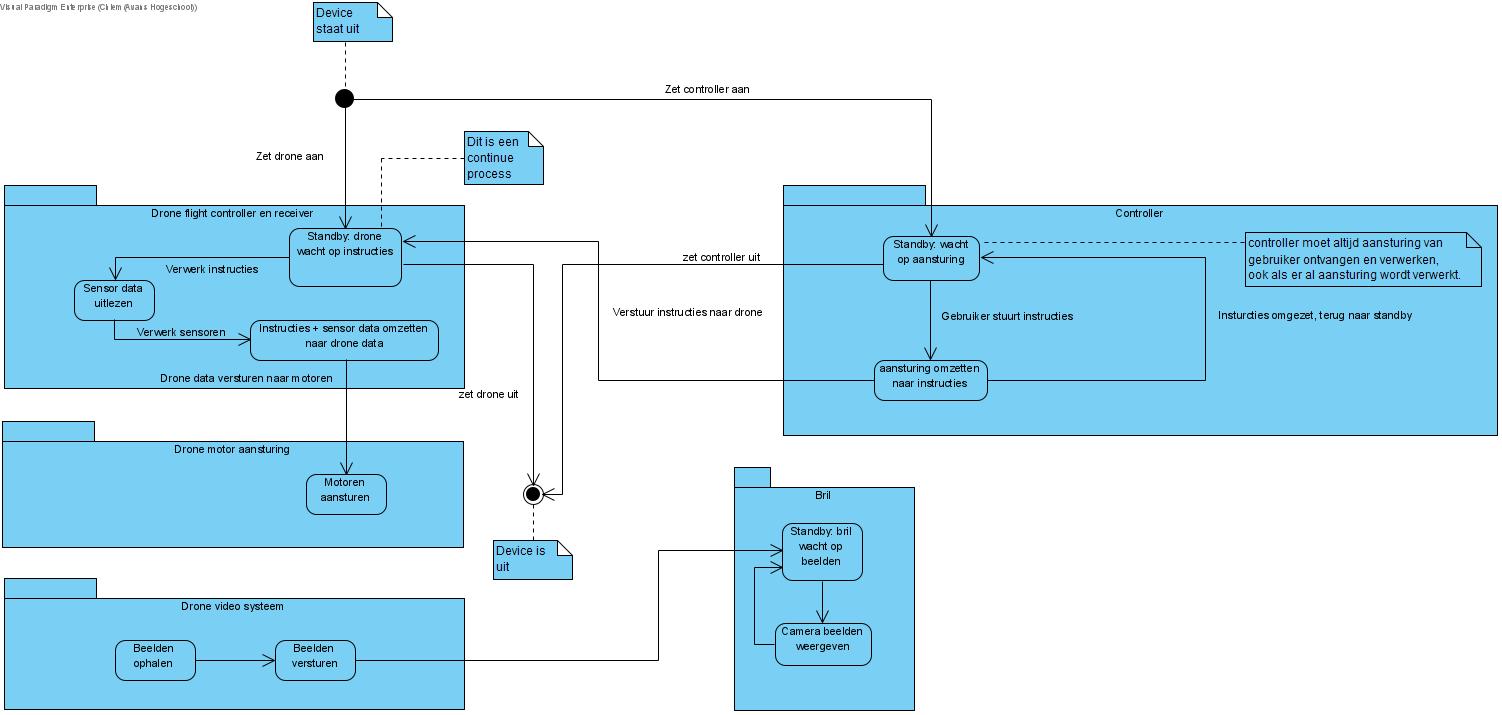 Visual Paradigm Enterprise (Chiem (Avans Hogeschool))
Device
staat uit
Zet controller aan
Zet drone aan
Dit is een
continue
process
Drone flight controller en receiver
Standby: drone
wacht op instructies
Verwerk instructies
Sensor data
uitlezen
Verwerk sensoren
Instructies + sensor data omzetten
naar drone data
Drone data versturen naar motoren
Controller
Standby: wacht
op aansturing
controller moet altijd aansturing van
gebruiker ontvangen en verwerken,
ook als er al aansturing wordt verwerkt.
zet controller uit
Verstuur instructies naar drone
Gebruiker stuurt instructies
Insturcties omgezet, terug naar standby
aansturing omzetten
naar instructies
zet drone uit
Drone motor aansturing
Motoren
aansturen
Device is
uit
Bril
Standby: bril
wacht op
beelden
Camera beelden
weergeven
Drone video systeem
Beelden
ophalen
Beelden
versturen